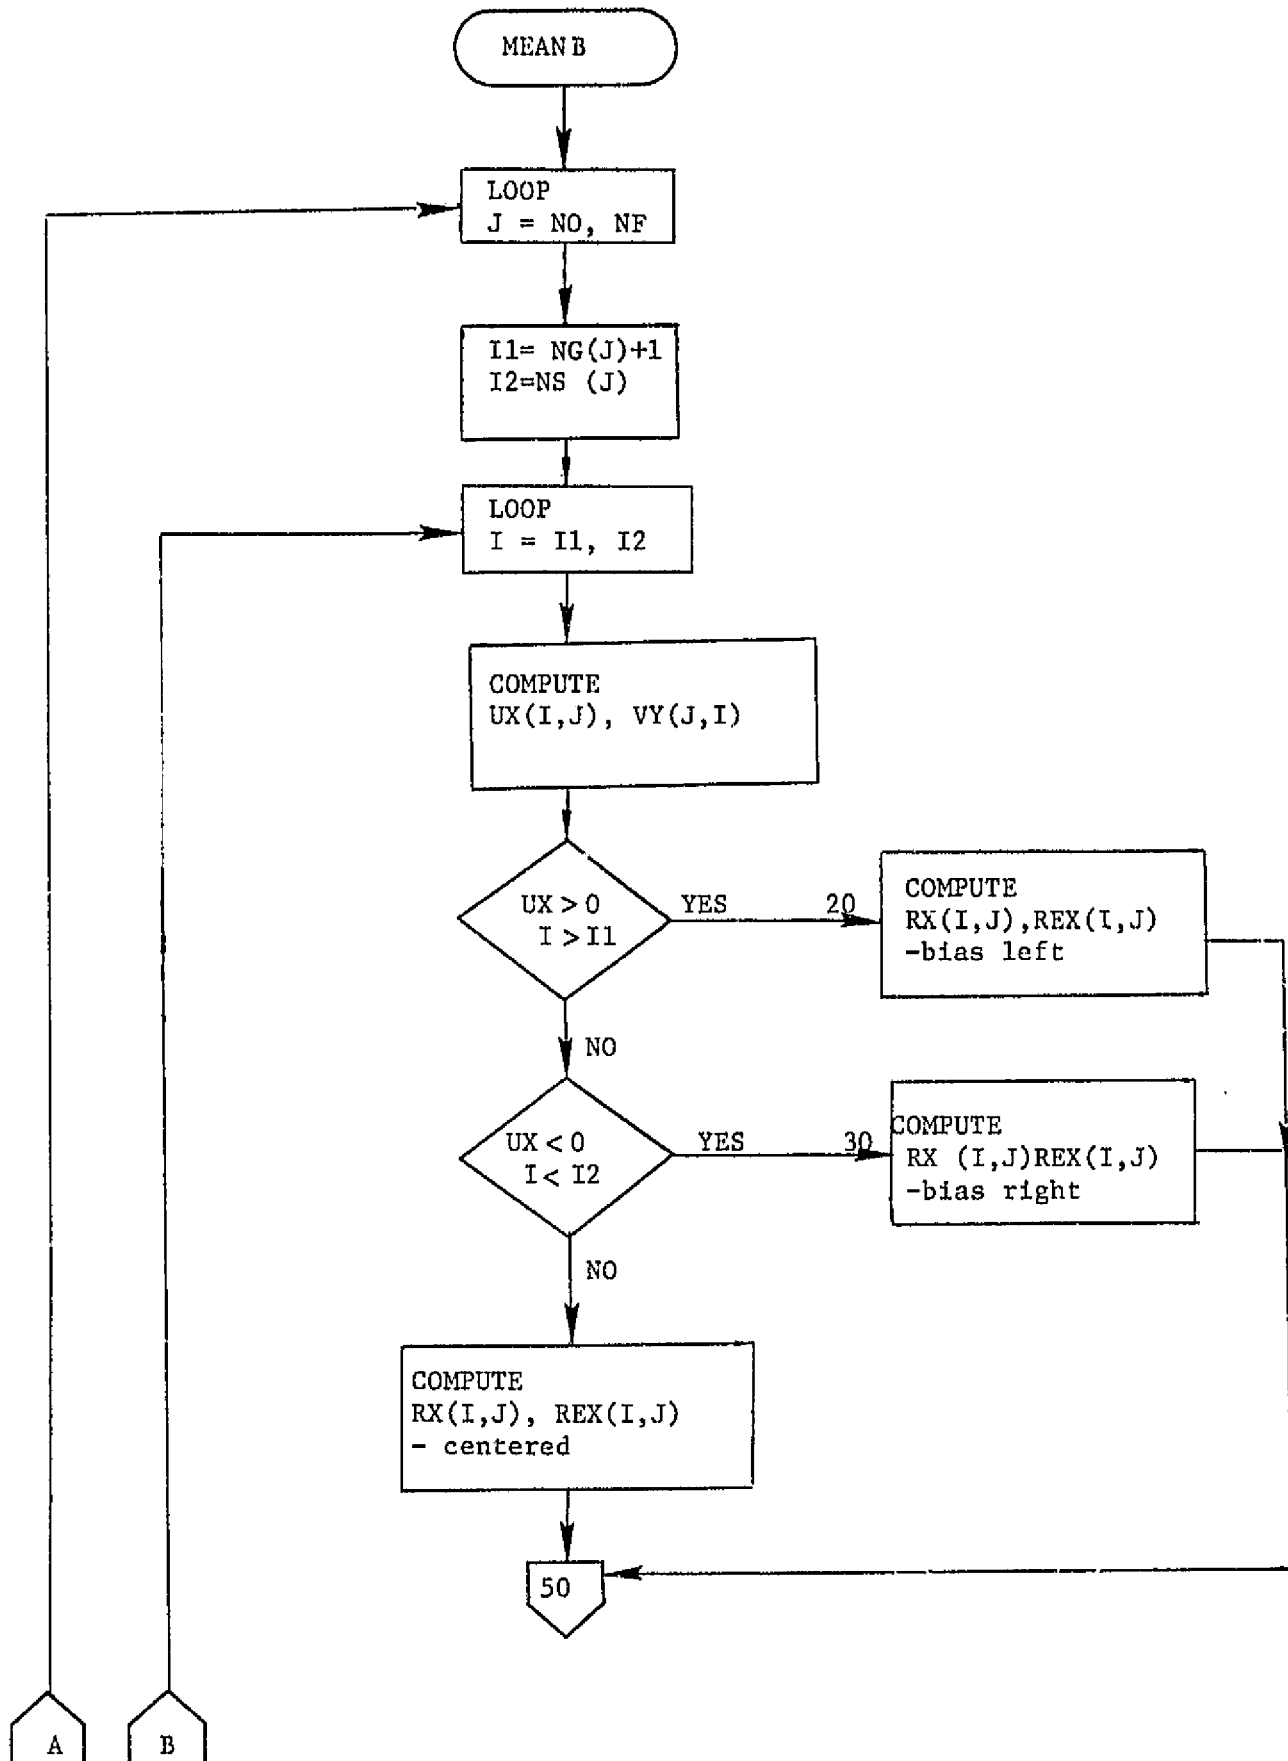 MEAN B
LOOP
J = NO, NF
I1= NG(J)+1
I2=NS (J)
LOOP
I = I1, I2
COMPUTE
UX(I,J), VY(J,I)
UX > 0
I > I1
YES
20
COMPUTE
RX(I,J),REX(I,J)
-bias left
NO
UX < 0
I < I2
YES
30
COMPUTE
RX (I,J)REX(I,J)
-bias right
NO
COMPUTE
RX(I,J), REX(I,J)
- centered
50
A
B